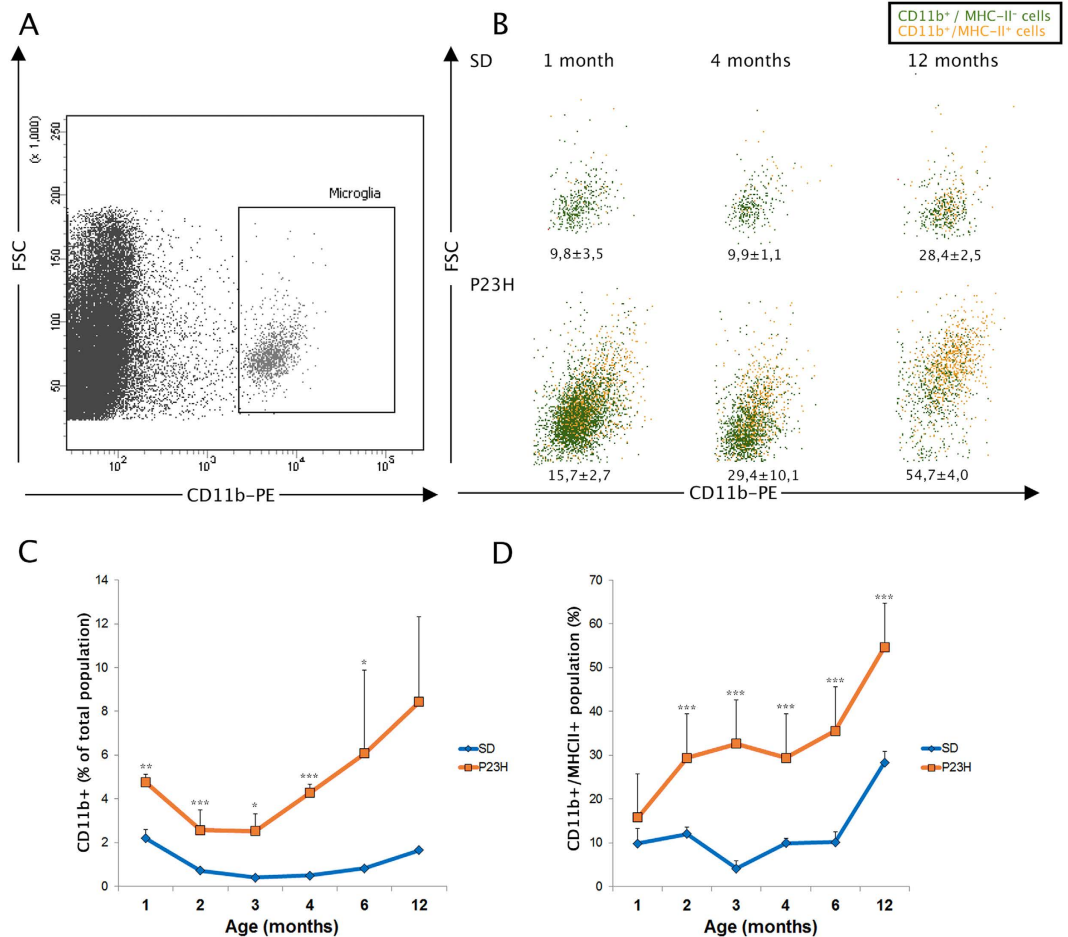 A
FSC
(x 1,000)
250
200
150
100
50
Microglia
10²
10³
10⁴
10⁵
CD11b-PE
B
CD11b⁺ / MHC-II⁻ cells
CD11b⁺/MHC-II⁺ cells
SD
1 month
4 months
12 months
FSC
9,8±3,5
9,9±1,1
28,4±2,5
P23H
15,7±2,7
29,4±10,1
54,7±4,0
CD11b-PE
C
CD11b+ (% of total population)
14
12
10
8
6
4
2
0
**
***
*
***
*
SD
P23H
1 2 3 4 6 12
Age (months)
D
CD11b+/MHCII+ population (%)
70
60
50
40
30
20
10
0
***
***
***
***
***
SD
P23H
1 2 3 4 6 12
Age (months)